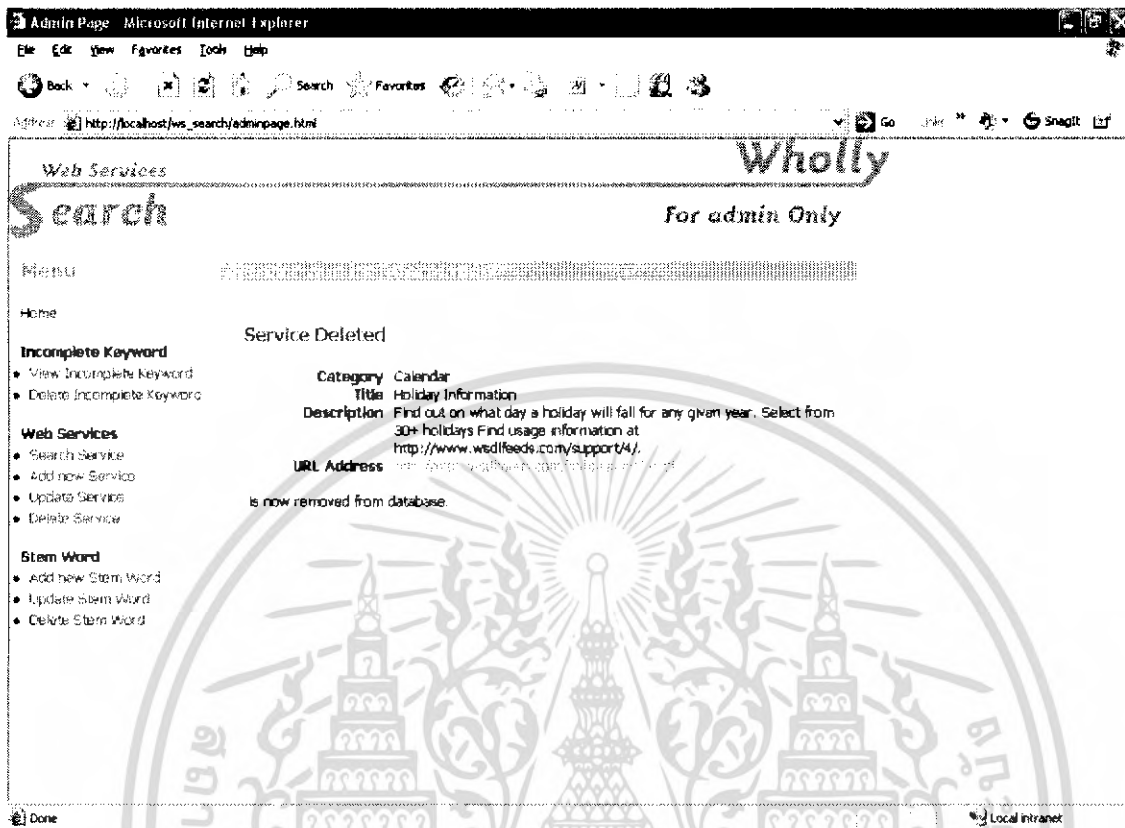 Admin Page Microsoft Internet Explorer
File Edit View Favorites Tools Help
Back Search Favorites
Address http://localhost/ws_search/adminpage.html Go Links » SnagIt
Web Services Wholly
Search For admin Only
Menu
Home
Service Deleted
Incomplete Keyword
View Incomplete Keyword
Delete Incomplete Keyword
Category Calendar
Title Holiday Information
Description Find out on what day a holiday will fall for any given year. Select from
30+ holidays Find usage information at
http://www.wsdlfeeds.com/support/4/.
URL Address
is now removed from database.
Web Services
Search Service
Add new Service
Update Service
Delete Service
Stem Word
Add new Stem Word
Update Stem Word
Delete Stem Word
Done Local intranet